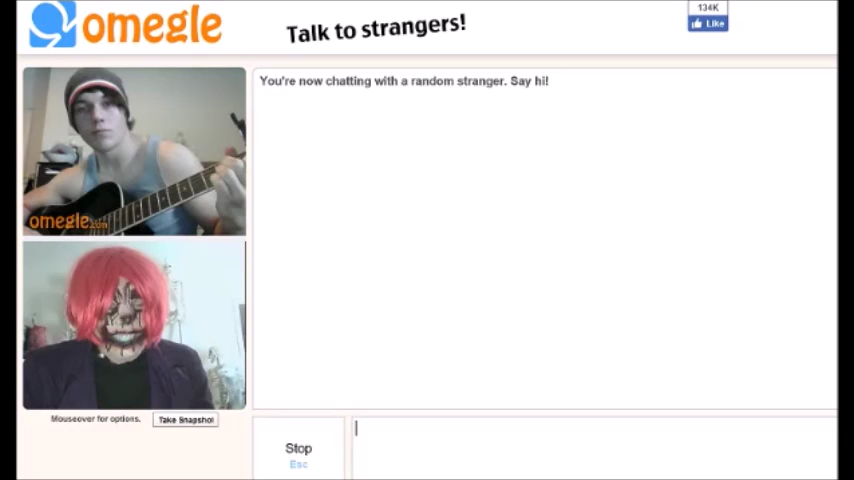 omegle
Talk to strangers!
134K
Like
You're now chatting with a random stranger. Say hi!
omegle.com
Mouseover for options.
Take Snapshot
Stop
Esc